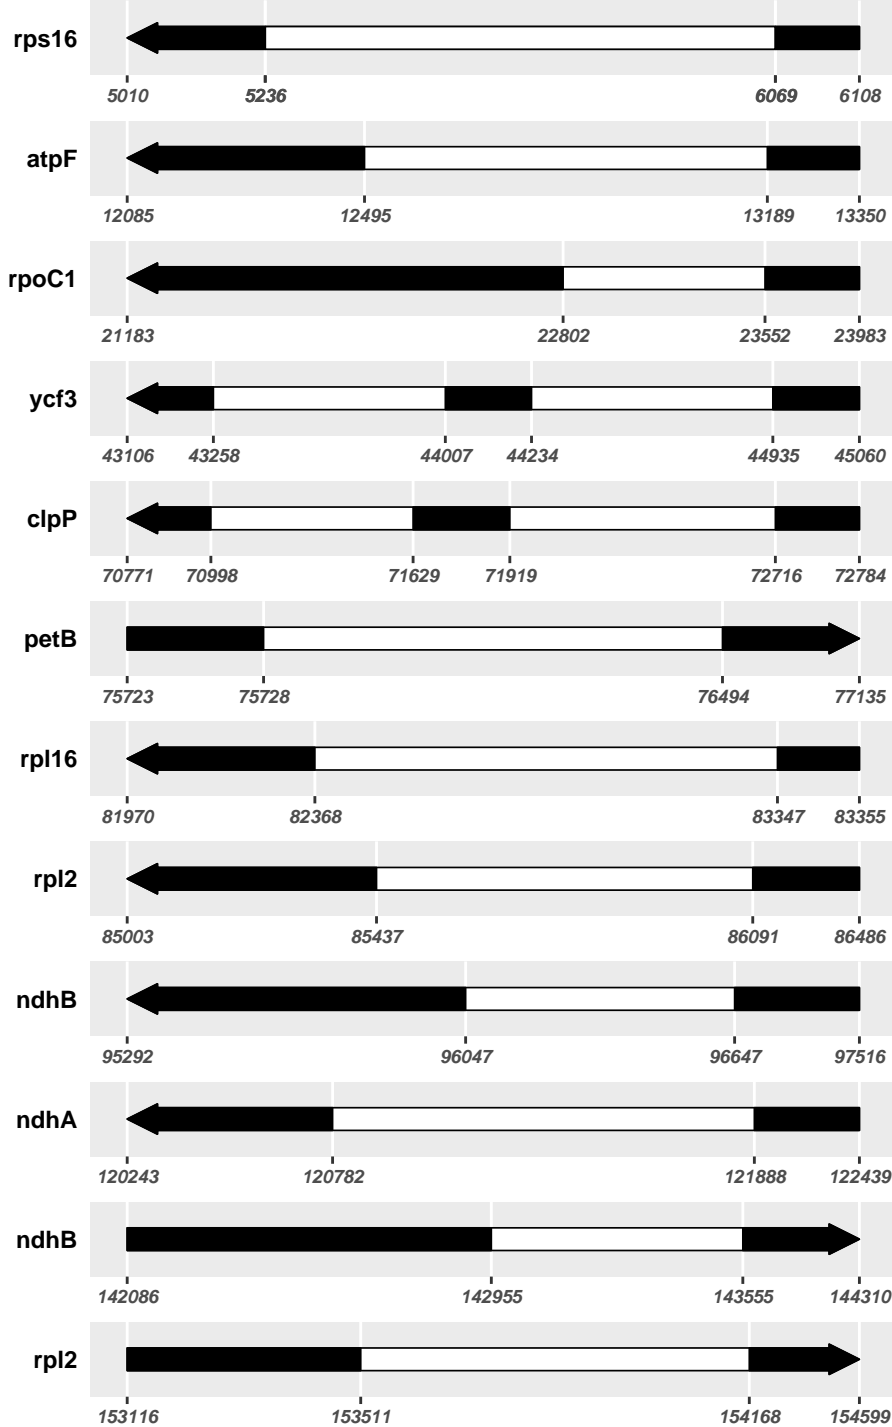 rps16
5010 5236 6069 6108
atpF
12085 12495 13189 13350
rpoC1
21183 22802 23552 23983
ycf3
43106 43258 44007 44234 44935 45060
clpP
70771 70998 71629 71919 72716 72784
petB
75723 75728 76494 77135
rpl16
81970 82368 83347 83355
rpl2
85003 85437 86091 86486
ndhB
95292 96047 96647 97516
ndhA
120243 120782 121888 122439
ndhB
142086 142955 143555 144310
rpl2
153116 153511 154168 154599